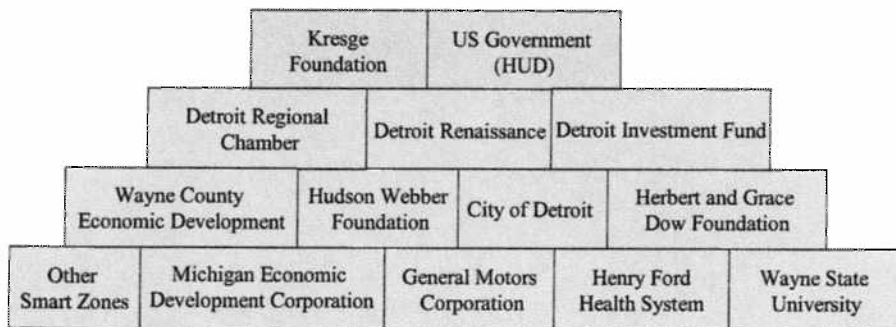 Kresge
Foundation
US Government
(HUD)
Detroit Regional
Chamber
Detroit Renaissance
Detroit Investment Fund
Wayne County
Economic Development
Hudson Webber
Foundation
City of Detroit
Herbert and Grace
Dow Foundation
Other
Smart Zones
Michigan Economic
Development Corporation
General Motors
Corporation
Henry Ford
Health System
Wayne State
University